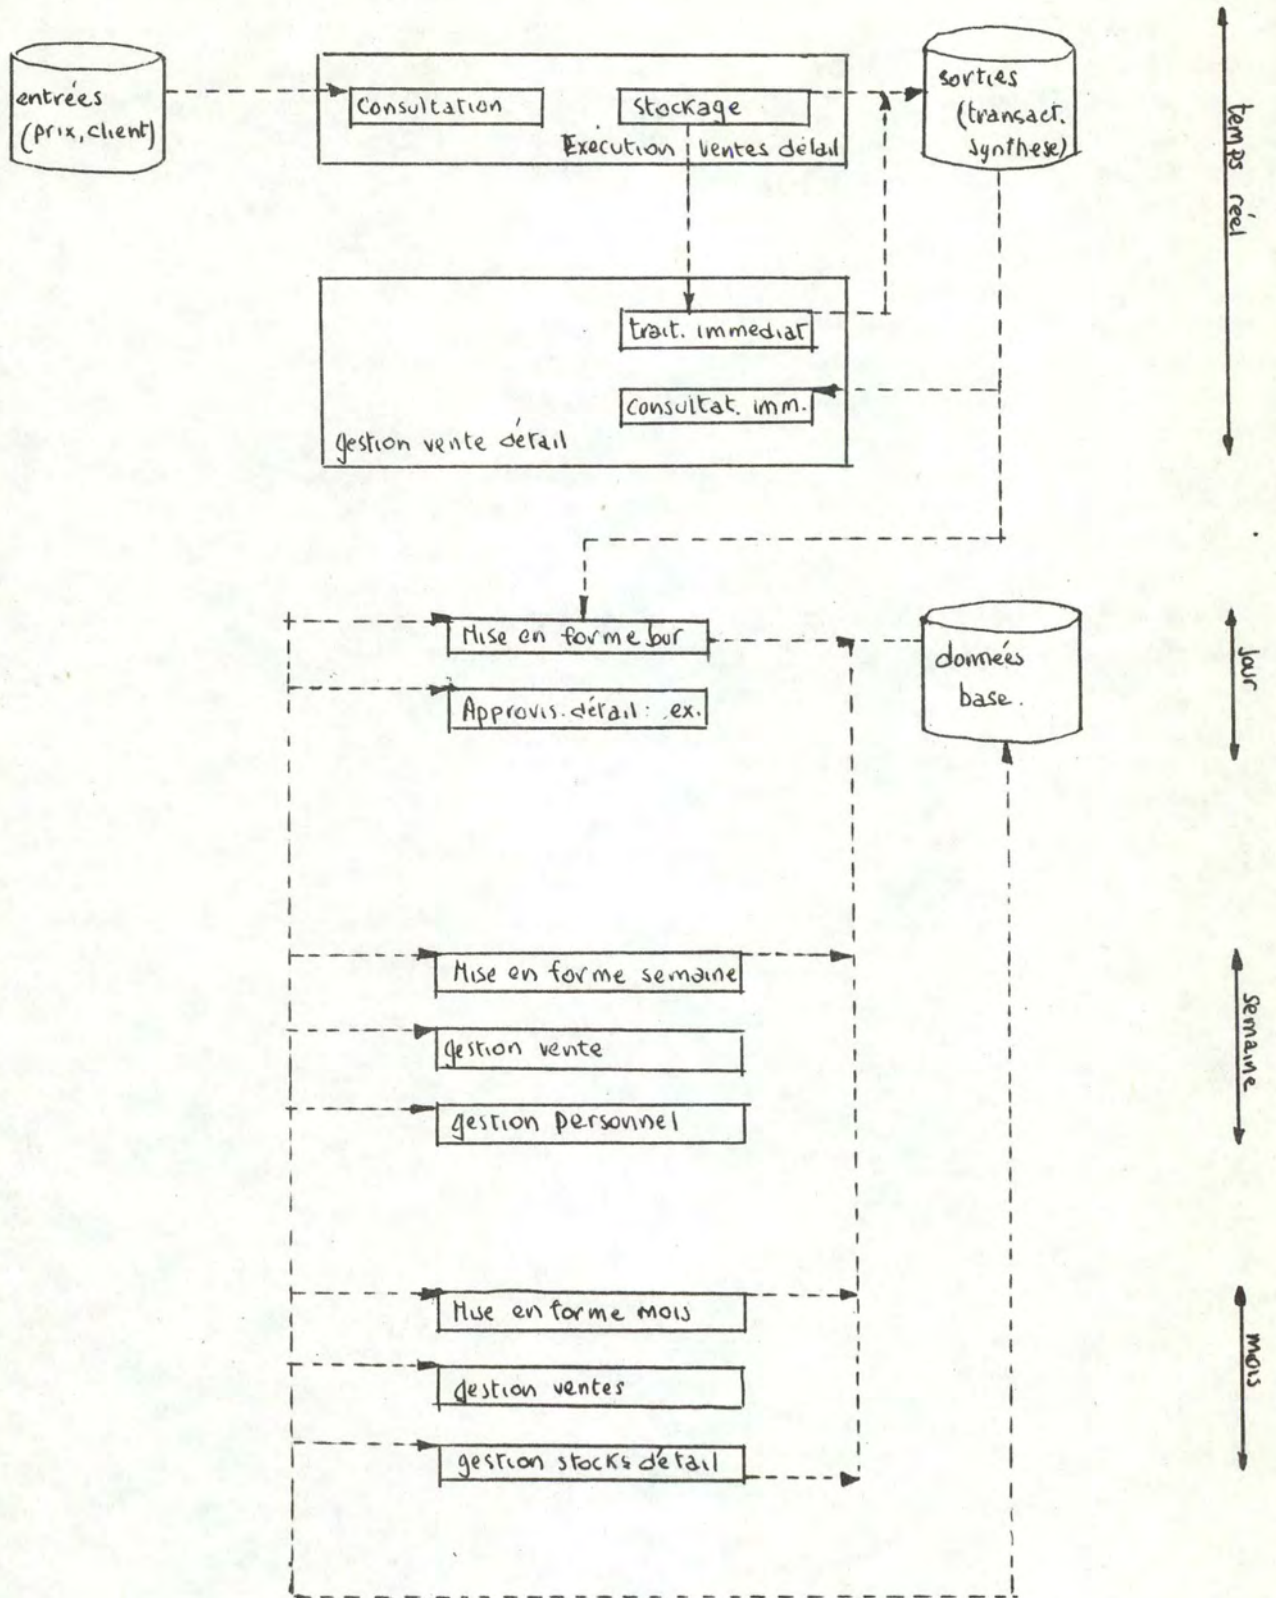 entrées
(prix, client)
Consultation
stockage
Exécution ventes détail
sorties
(transact.
synthese)
temps réel
trait. immediat
Consultat. imm.
gestion vente détail
Mise en forme Jour
Approvis. détail: ex.
données
base.
Jour
Mise en forme semaine
gestion vente
gestion personnel
semaine
Mise en forme mois
gestion ventes
gestion stocks détail
mois